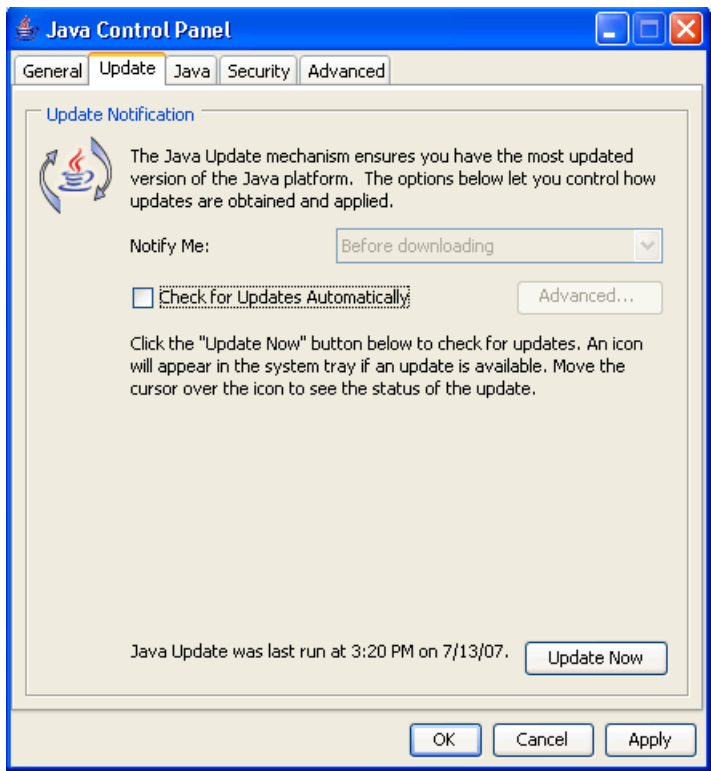 Java Control Panel
General Update Java Security Advanced
Update Notification
The Java Update mechanism ensures you have the most updated
version of the Java platform.  The options below let you control how
updates are obtained and applied.
Notify Me: Before downloading
Check for Updates Automatically Advanced...
Click the "Update Now" button below to check for updates. An icon
will appear in the system tray if an update is available. Move the
cursor over the icon to see the status of the update.
Java Update was last run at 3:20 PM on 7/13/07. Update Now
OK Cancel Apply